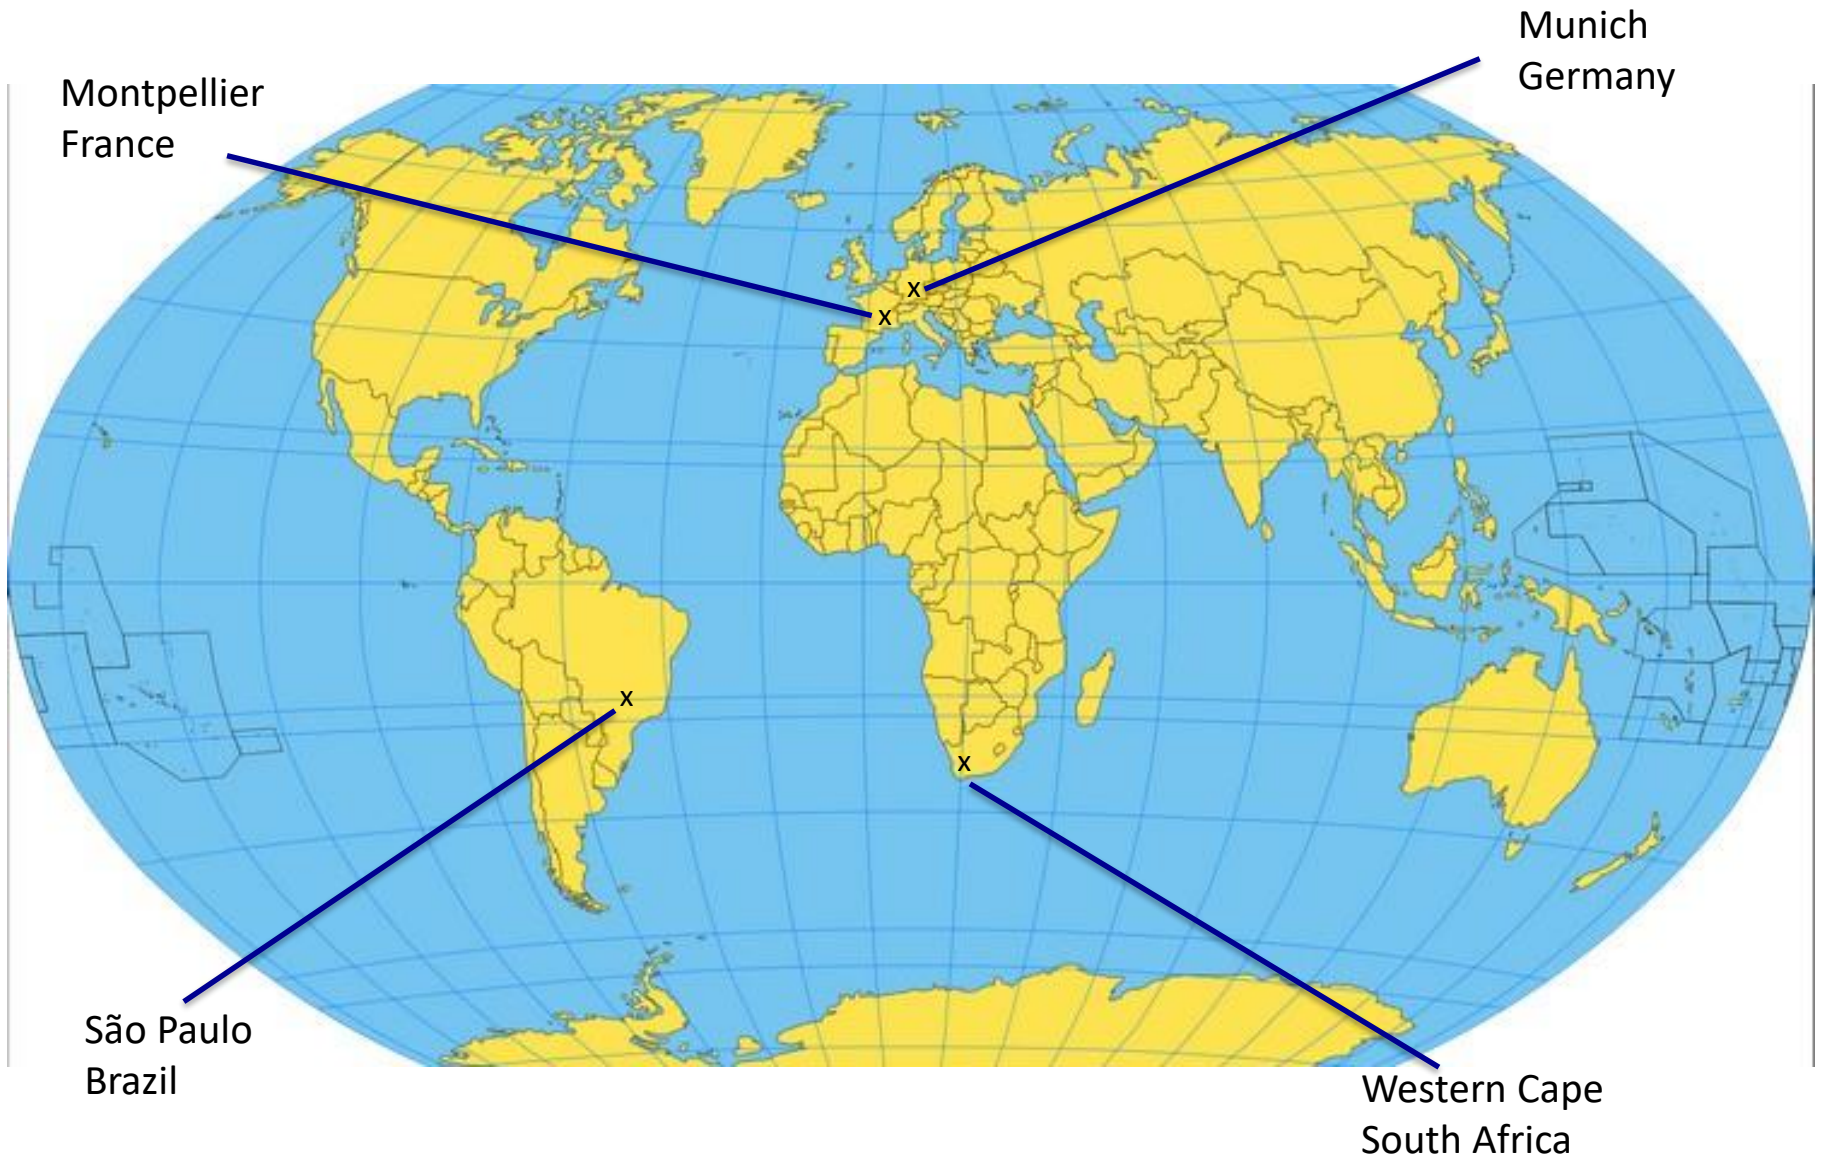 Munich
Germany
Montpellier
France
x
x
x
x
São Paulo
Brazil
Western Cape
South Africa